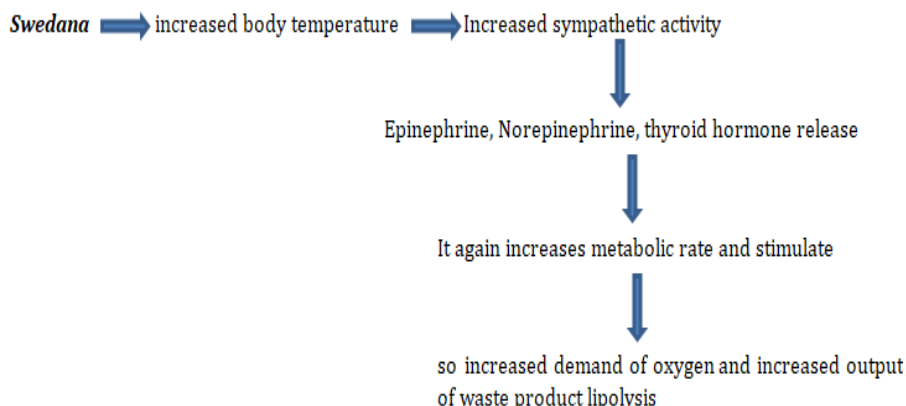 Swedana increased body temperature Increased sympathetic activity
Epinephrine, Norepinephrine, thyroid hormone release
It again increases metabolic rate and stimulate
so increased demand of oxygen and increased output
of waste product lipolysis